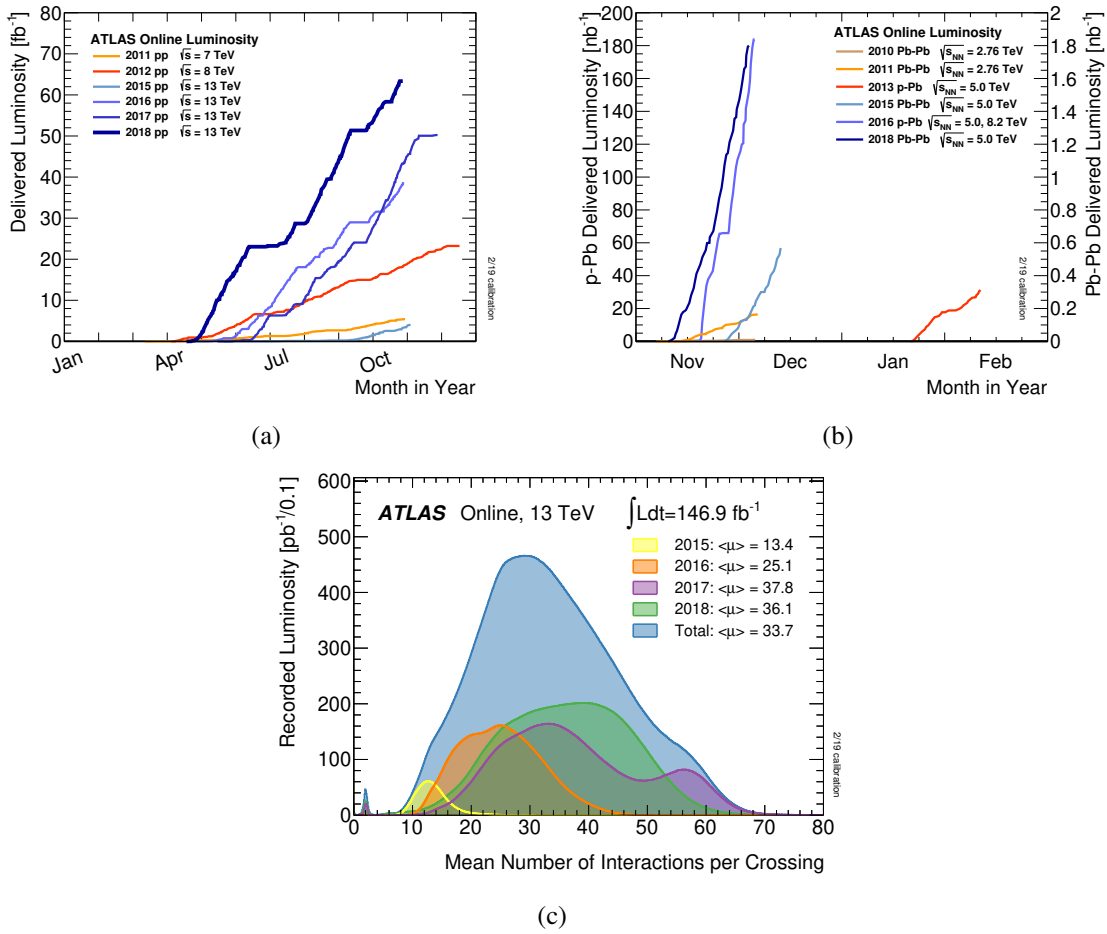 Delivered Luminosity [fb⁻¹]
80
70
60
50
40
30
20
10
0
ATLAS Online Luminosity
2011 pp √s = 7 TeV
2012 pp √s = 8 TeV
2015 pp √s = 13 TeV
2016 pp √s = 13 TeV
2017 pp √s = 13 TeV
2018 pp √s = 13 TeV
2/19 calibration
Jan Apr Jul Oct
Month in Year
(a)
p-Pb Delivered Luminosity [nb⁻¹]
200
180
160
140
120
100
80
60
40
20
0
ATLAS Online Luminosity
2010 Pb-Pb √sNN = 2.76 TeV
2011 Pb-Pb √sNN = 2.76 TeV
2013 p-Pb √sNN = 5.0 TeV
2015 Pb-Pb √sNN = 5.0 TeV
2016 p-Pb √sNN = 5.0, 8.2 TeV
2018 Pb-Pb √sNN = 5.0 TeV
2/19 calibration
2
1.8
1.6
1.4
1.2
1
0.8
0.6
0.4
0.2
0
Pb-Pb Delivered Luminosity [nb⁻¹]
Nov Dec Jan Feb
Month in Year
(b)
Recorded Luminosity [pb⁻¹/0.1]
600
500
400
300
200
100
0
ATLAS Online, 13 TeV ∫Ldt=146.9 fb⁻¹
2015: <μ> = 13.4
2016: <μ> = 25.1
2017: <μ> = 37.8
2018: <μ> = 36.1
Total: <μ> = 33.7
2/19 calibration
0 10 20 30 40 50 60 70 80
Mean Number of Interactions per Crossing
(c)